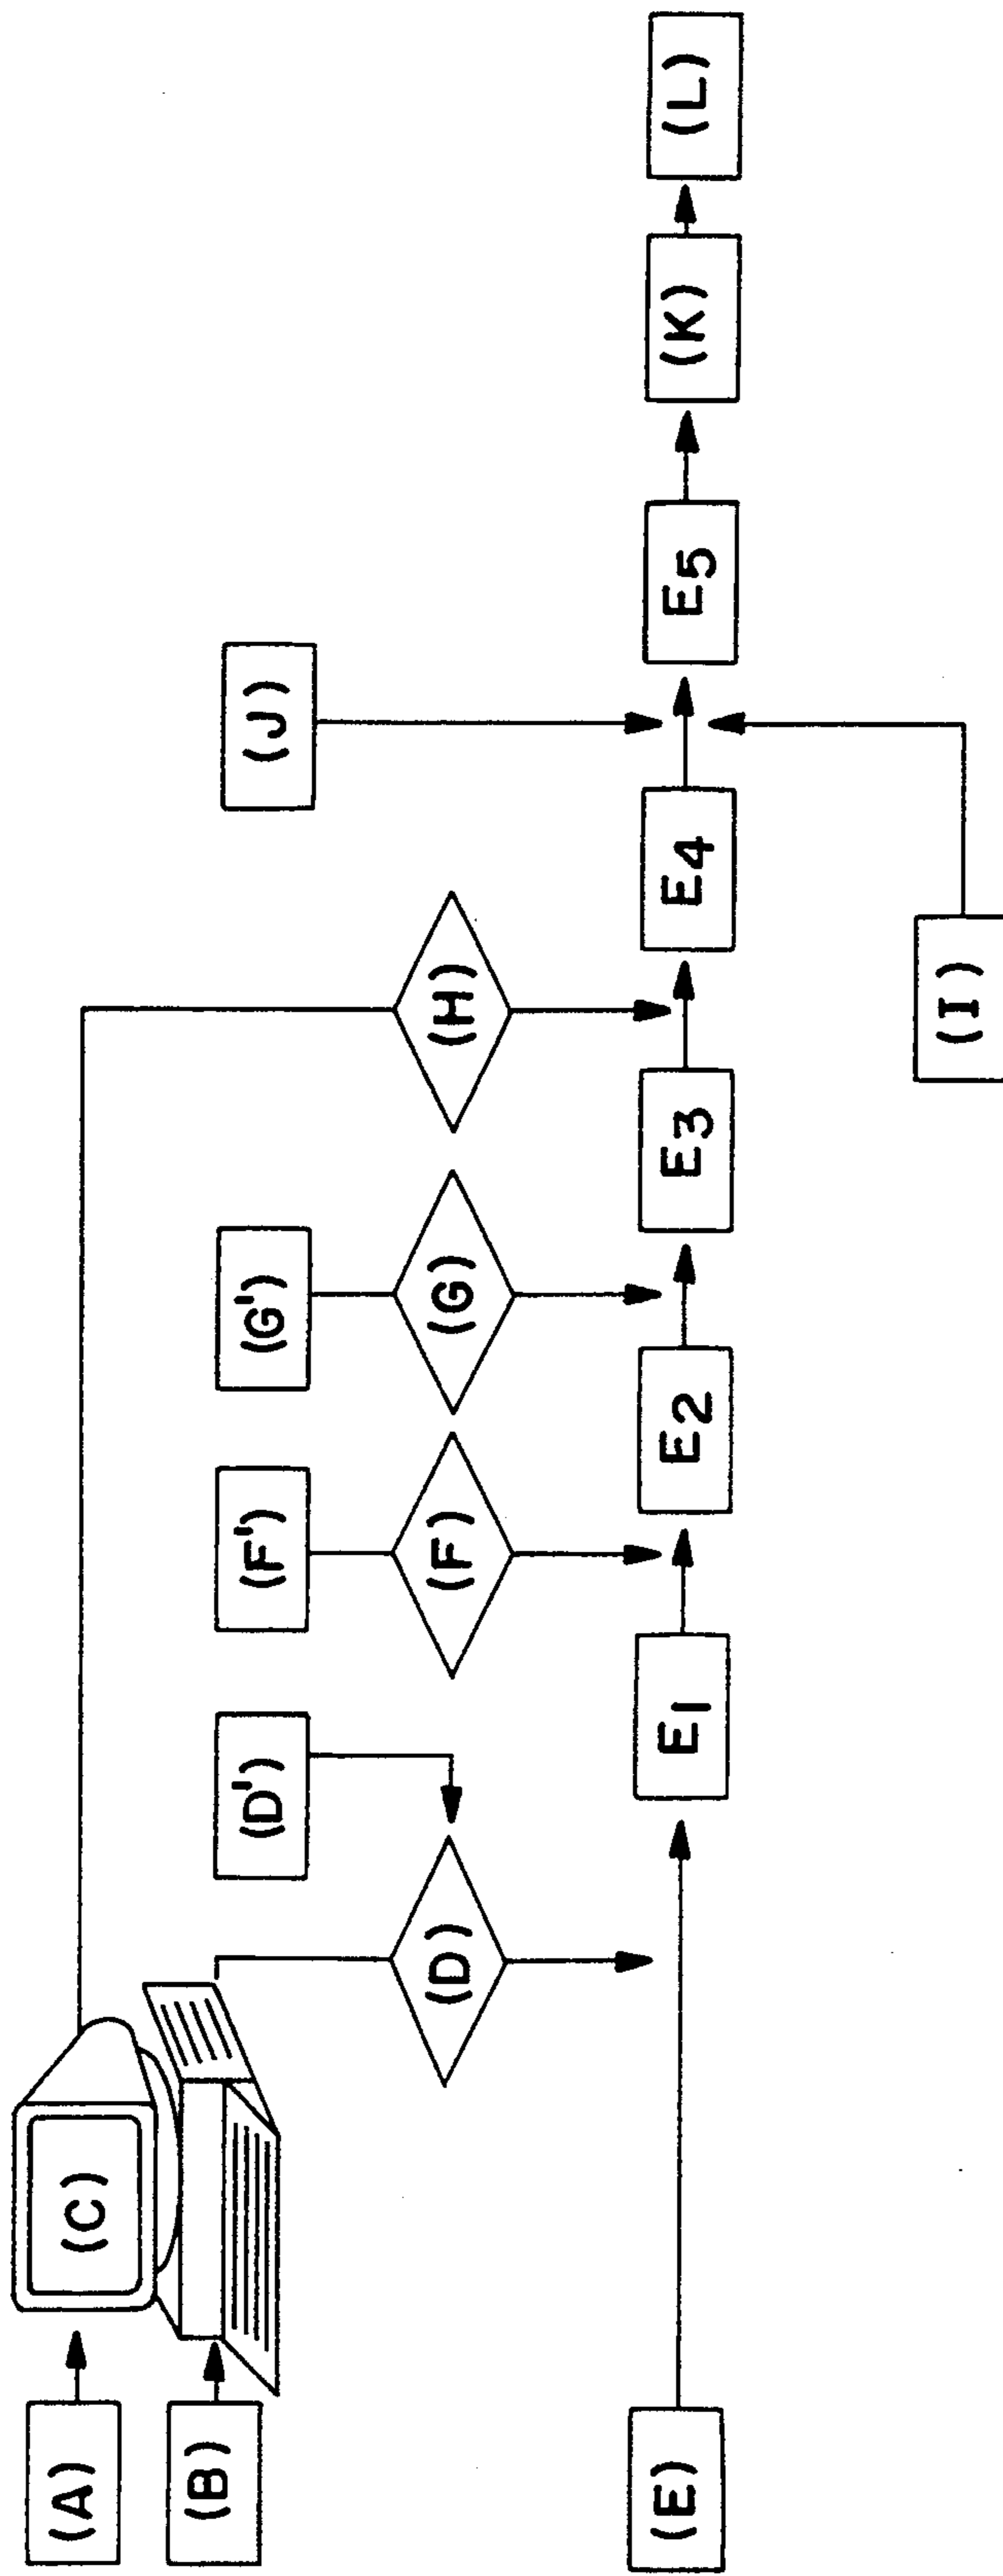 (A)
(C)
(B)
(D')
(F')
(G')
(J)
(D)
(F)
(G)
(H)
(E)
E1
E2
E3
E4
E5
(K)
(L)
(I)